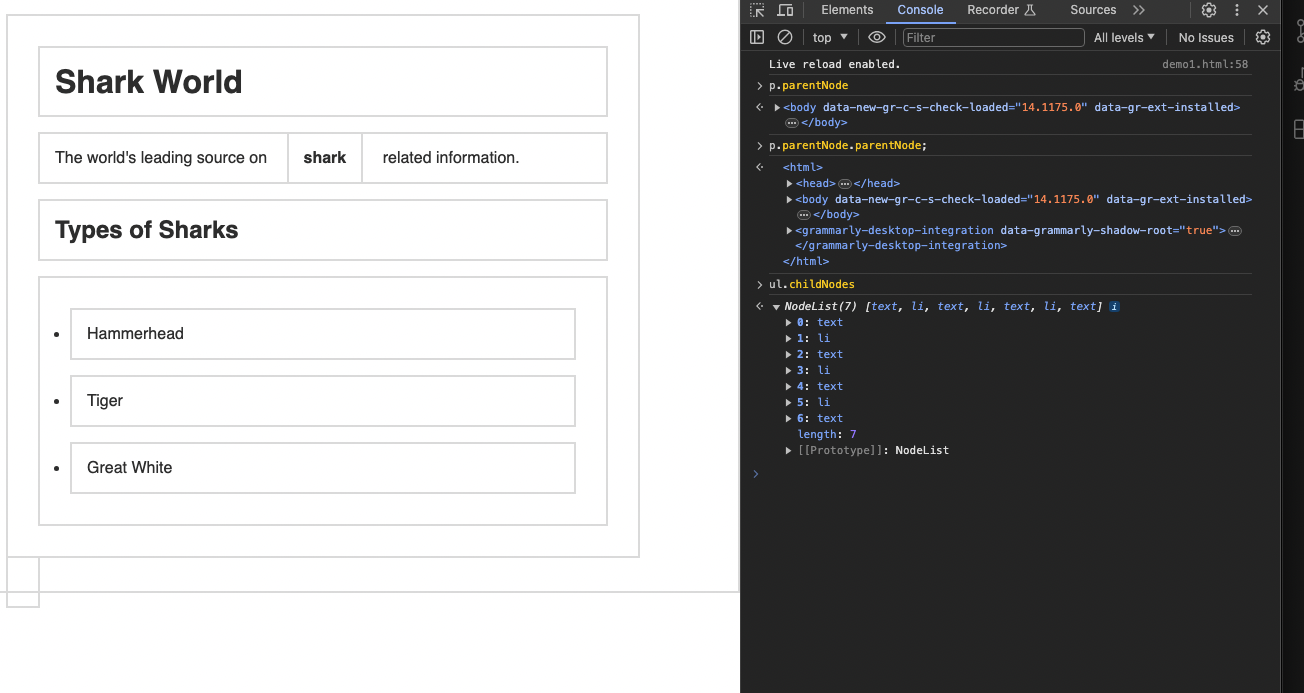 Shark World
The world's leading source on shark related information.
Types of Sharks
• Hammerhead
• Tiger
• Great White
Elements Console Recorder Sources
top Filter All levels No Issues
Live reload enabled. demo1.html:58
p.parentNode
<body data-new-gr-c-s-check-loaded="14.1175.0" data-gr-ext-installed>
</body>
p.parentNode.parentNode;
<html>
<head> </head>
<body data-new-gr-c-s-check-loaded="14.1175.0" data-gr-ext-installed>
</body>
<grammarly-desktop-integration data-grammarly-shadow-root="true">
</grammarly-desktop-integration>
</html>
ul.childNodes
NodeList(7) [text, li, text, li, text, li, text] i
0: text
1: li
2: text
3: li
4: text
5: li
6: text
length: 7
[[Prototype]]: NodeList